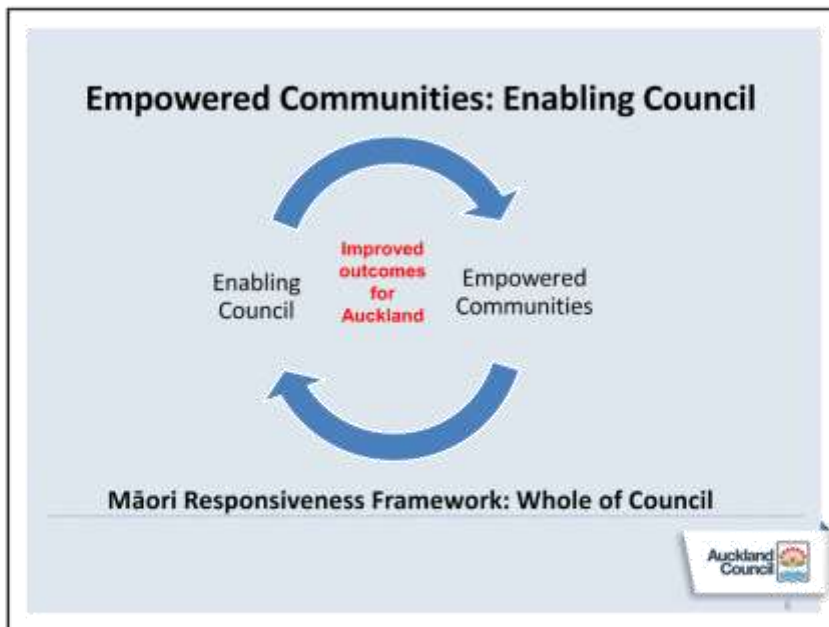 Empowered Communities: Enabling Council
Improved
outcomes
for
Auckland
Enabling
Council
Empowered
Communities
Māori Responsiveness Framework: Whole of Council
Auckland
Council